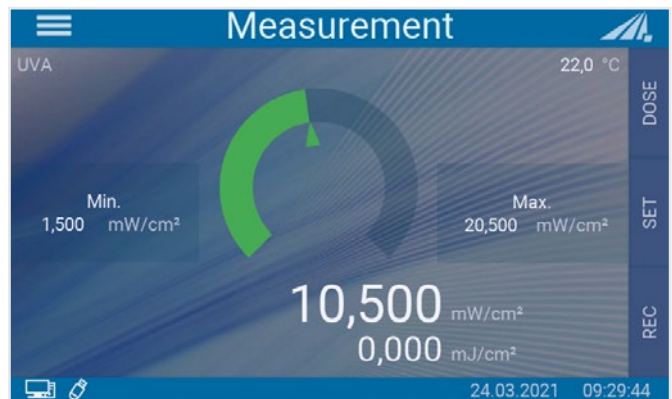 Measurement
UVA
22,0 °C
DOSE
Min.
1,500 mW/cm²
Max.
20,500 mW/cm²
SET
10,500 mW/cm²
0,000 mJ/cm²
REC
24.03.2021 09:29:44